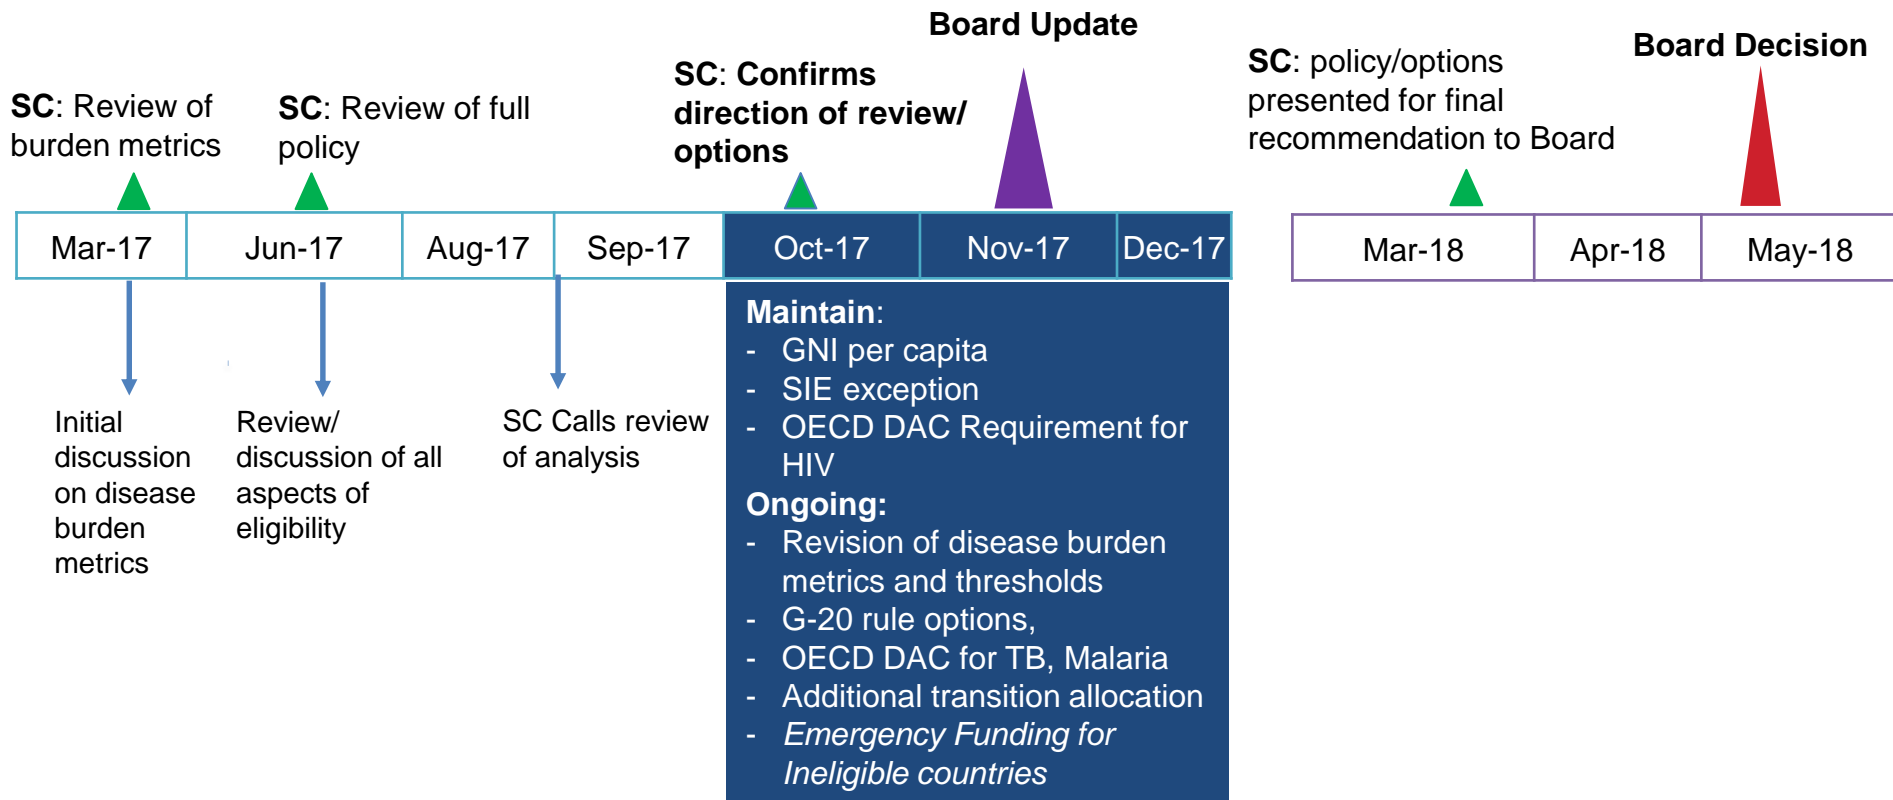 Board Update
Board Decision
SC: Review of
burden metrics
SC: Review of full
policy
SC: Confirms
direction of review/
options
SC: policy/options
presented for final
recommendation to Board
Mar-17
Jun-17
Aug-17
Sep-17
Oct-17
Nov-17
Dec-17
Mar-18
Apr-18
May-18
Initial
discussion
on disease
burden
metrics
Review/
discussion of all
aspects of
eligibility
SC Calls review
of analysis
Maintain:
- GNI per capita
- SIE exception
- OECD DAC Requirement for
HIV
Ongoing:
- Revision of disease burden
metrics and thresholds
- G-20 rule options,
- OECD DAC for TB, Malaria
- Additional transition allocation
- Emergency Funding for
Ineligible countries